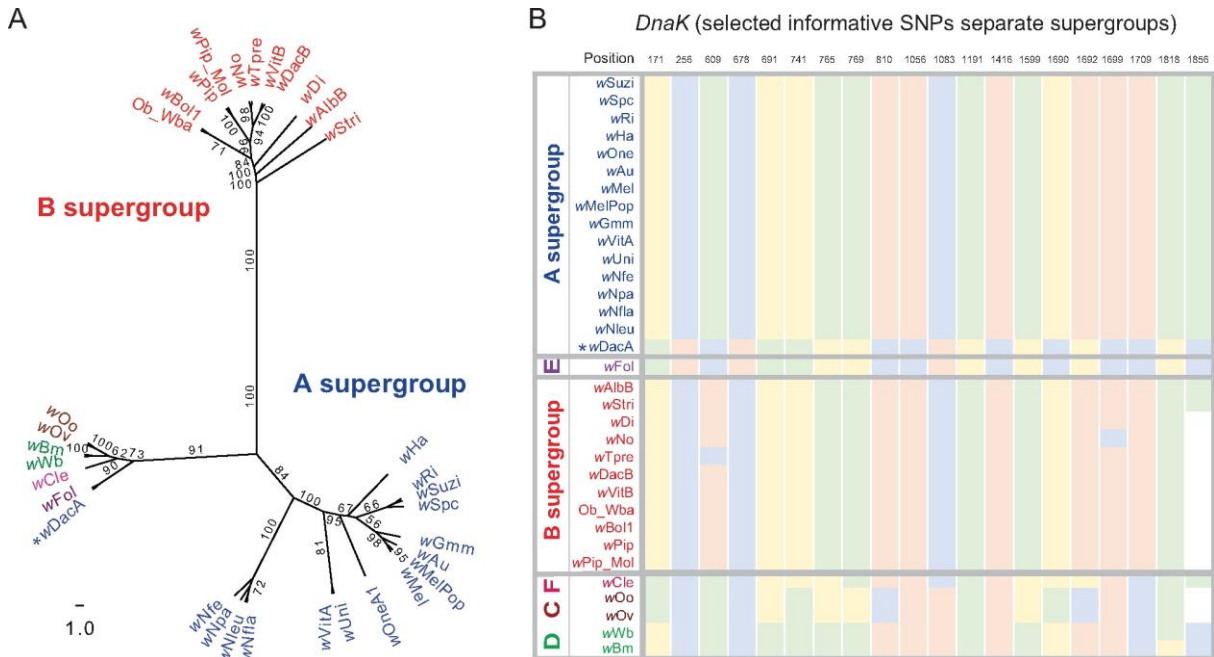 A
wPip_Mol
wPip
wNo
wTpre
wVitB
wDacB
wDi
wAlbB
wStri
wBol1
Ob_Wba
71
100
96
98
94
100
84
100
100
B supergroup
100
100
A supergroup
wOo
wOv
wBm
wWb
wCle
wFol
*wDacA
100
100
62
73
90
91
84
100
100
72
81
95
67
66
56
98
95
wHa
wRi
wSuzi
wSpc
wGmm
wAu
wMelPop
wMel
wOneA1
wUni
wVitA
wNfla
wNleu
wNpa
wNfe
1.0
B
DnaK (selected informative SNPs separate supergroups)
Position 171 256 609 678 691 741 765 769 810 1056 1083 1191 1416 1599 1690 1692 1699 1709 1818 1856
A supergroup
wSuzi
wSpc
wRi
wHa
wOne
wAu
wMel
wMelPop
wGmm
wVitA
wUni
wNfe
wNpa
wNfla
wNleu
*wDacA
E
wFol
B supergroup
wAlbB
wStri
wDi
wNo
wTpre
wDacB
wVitB
Ob_Wba
wBol1
wPip
wPip_Mol
F
wCle
C
wOo
wOv
D
wWb
wBm